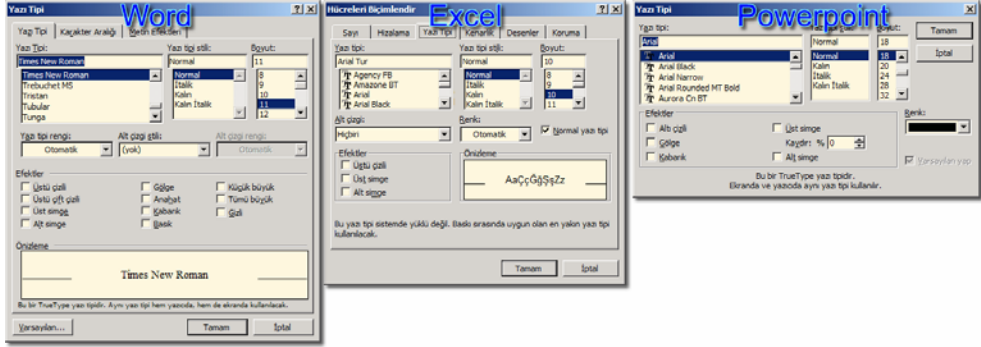 Yazı Tipi
Word
Yazı Tipi
Karakter Aralığı
Metin Efektleri
Yazı Tipi:
Yazı tipi stili:
Boyut:
Times New Roman
Normal
11
Times New Roman
Trebuchet MS
Tristan
Tubular
Tunga
Normal
İtalik
Kalın
Kalın İtalik
8
9
10
11
12
Yazı tipi rengi:
Alt çizgi stili:
Alt çizgi rengi:
Otomatik
(yok)
Otomatik
Efektler
Üstü çizili
Gölge
Küçük büyük
Üstü çift çizili
Anahat
Tümü büyük
Üst simge
Kabarık
Gizli
Alt simge
Basık
Önizleme
Times New Roman
Bu bir TrueType yazı tipidir. Aynı yazı tipi hem yazıcıda, hem de ekranda kullanılacak.
Varsayılan...
Tamam
İptal
Hücreleri Biçimlendir
Excel
Sayı
Hizalama
Yazı Tipi
Kenarlık
Desenler
Koruma
Yazı tipi:
Yazı tipi stili:
Boyut:
Arial Tur
Normal
10
Agency FB
Amazone BT
Arial
Arial Black
Normal
İtalik
Kalın
Kalın İtalik
8
9
10
11
Alt çizgi:
Renk:
Hiçbiri
Otomatik
Normal yazı tipi
Efektler
Üstü çizili
Üst simge
Alt simge
Önizleme
AaÇçĞğŞşZz
Bu yazı tipi sistemde yüklü değil. Baskı sırasında uygun olan en yakın yazı tipi
kullanılacak.
Tamam
İptal
Yazı Tipi
Powerpoint
Yazı tipi:
Boyut:
Arial
Normal
18
Arial
Arial Black
Arial Narrow
Arial Rounded MT Bold
Aurora Cn BT
Normal
Kalın
İtalik
Kalın İtalik
18
20
24
28
32
Tamam
İptal
Efektler
Altı çizili
Üst simge
Gölge
Kaydır: % 0
Kabarık
Alt simge
Renk:
Varsayılan yap
Bu bir TrueType yazı tipidir.
Ekranda ve yazıcıda aynı yazı tipi kullanılır.